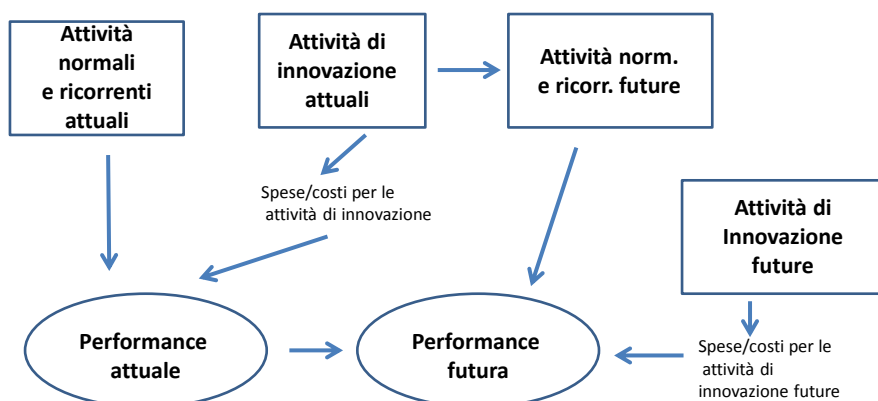 Attività
normali
e ricorrenti
attuali
Attività di
innovazione
attuali
Attività norm.
e ricorr. future
Spese/costi per le
attività di innovazione
Attività di
Innovazione
future
Performance
attuale
Performance
futura
Spese/costi per le
attività di
innovazione future